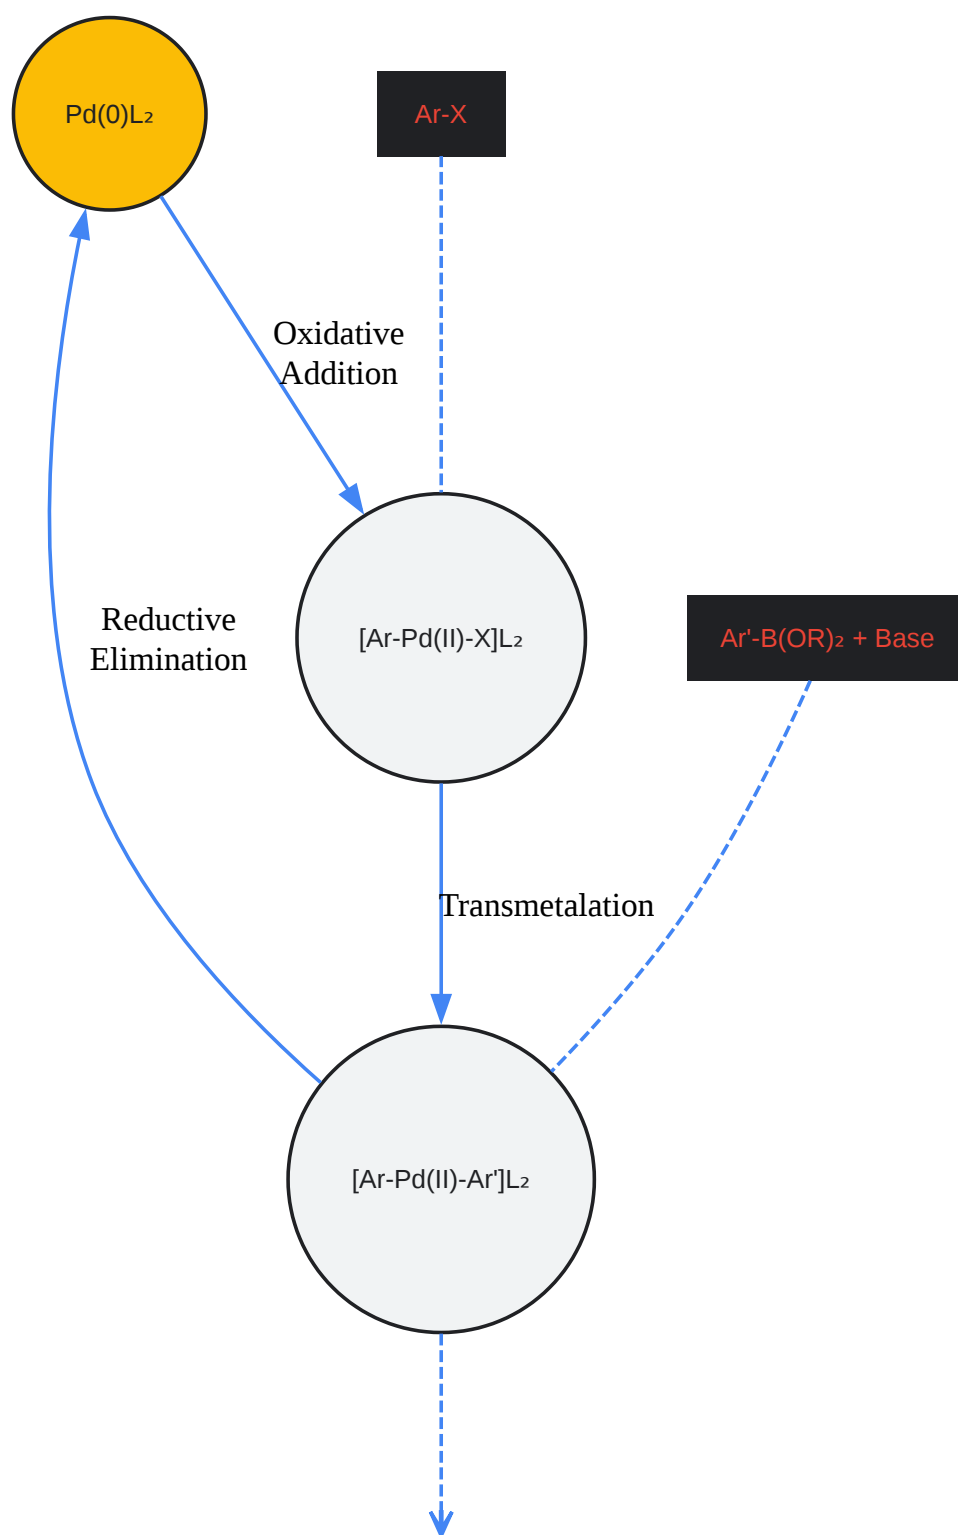 Pd(0)L₂
Ar-X
Oxidative
Addition
Reductive
Elimination
[Ar-Pd(II)-X]L₂
Ar'-B(OR)₂ + Base
Transmetalation
[Ar-Pd(II)-Ar']L₂